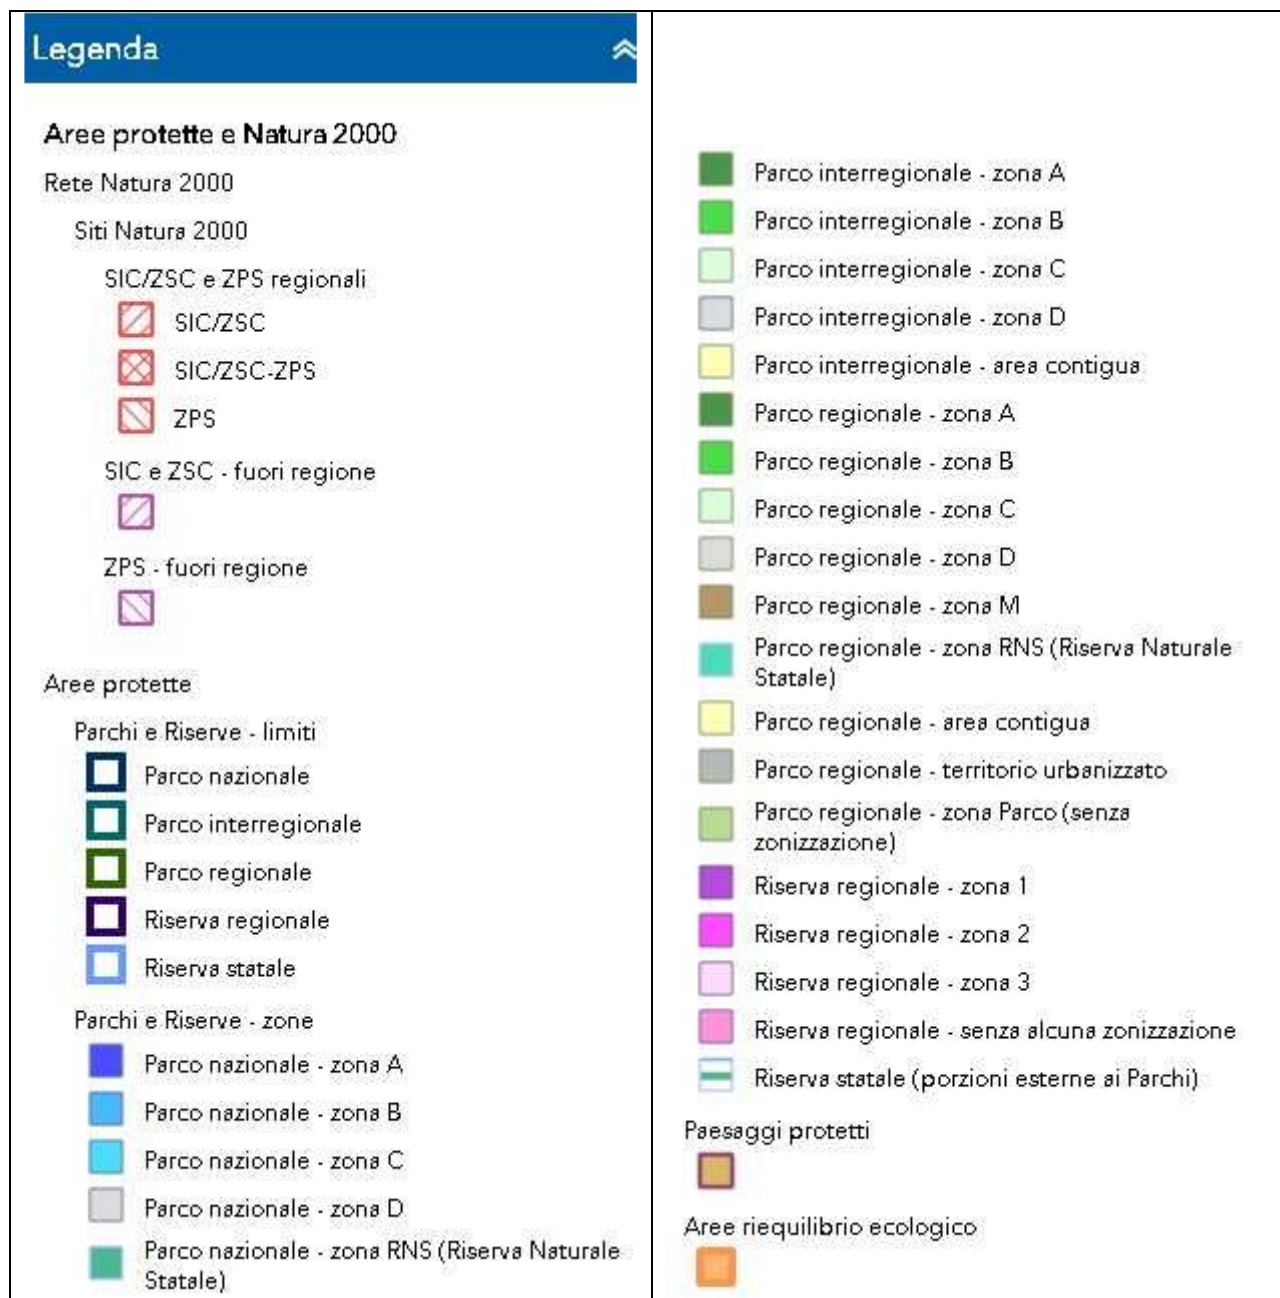 Legenda
Aree protette e Natura 2000
Rete Natura 2000
Siti Natura 2000
SIC/ZSC e ZPS regionali
SIC/ZSC
SIC/ZSC-ZPS
ZPS
SIC e ZSC - fuori regione
ZPS - fuori regione
Aree protette
Parchi e Riserve - limiti
Parco nazionale
Parco interregionale
Parco regionale
Riserva regionale
Riserva statale
Parchi e Riserve - zone
Parco nazionale - zona A
Parco nazionale - zona B
Parco nazionale - zona C
Parco nazionale - zona D
Parco nazionale - zona RNS (Riserva Naturale
Statale)
Parco interregionale - zona A
Parco interregionale - zona B
Parco interregionale - zona C
Parco interregionale - zona D
Parco interregionale - area contigua
Parco regionale - zona A
Parco regionale - zona B
Parco regionale - zona C
Parco regionale - zona D
Parco regionale - zona M
Parco regionale - zona RNS (Riserva Naturale
Statale)
Parco regionale - area contigua
Parco regionale - territorio urbanizzato
Parco regionale - zona Parco (senza
zonizzazione)
Riserva regionale - zona 1
Riserva regionale - zona 2
Riserva regionale - zona 3
Riserva regionale - senza alcuna zonizzazione
Riserva statale (porzioni esterne ai Parchi)
Paesaggi protetti
Aree riequilibrio ecologico